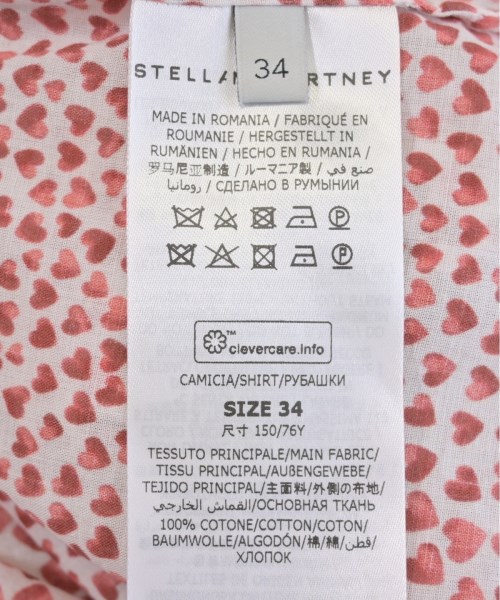 34
STELLA McCARTNEY
MADE IN ROMANIA / FABRIQUÉ EN
ROUMANIE / HERGESTELLT IN
RUMÄNIEN / HECHO EN RUMANIA /
罗马尼亚制造 / ルーマニア製 / صنع في
رومانيا / СДЕЛАНО В РУМЫНИИ
P
P
TM
clevercare.info
CAMICIA/SHIRT/РУБАШКИ
SIZE 34
尺寸 150/76Y
TESSUTO PRINCIPALE/MAIN FABRIC/
TISSU PRINCIPAL/AUßENGEWEBE/
TEJIDO PRINCIPAL/主面料/外側の布地/
القماش الخارجي/ОСНОВНАЯ ТКАНЬ
100% COTONE/COTTON/COTON/
BAUMWOLLE/ALGODÓN/棉/綿/قطن/
ХЛОПОК